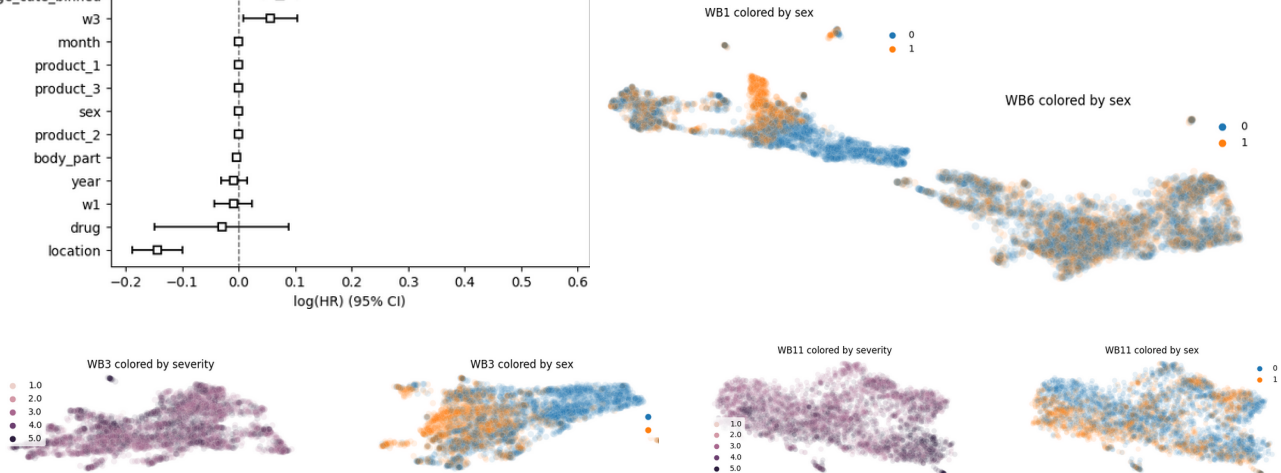 w3
month
product_1
product_3
sex
product_2
body_part
year
w1
drug
location
−0.2 −0.1 0.0 0.1 0.2 0.3 0.4 0.5 0.6
log(HR) (95% CI)
WB1 colored by sex
0
1
WB6 colored by sex
0
1
WB3 colored by severity
1.0
2.0
3.0
4.0
5.0
WB3 colored by sex
WB11 colored by severity
1.0
2.0
3.0
4.0
5.0
WB11 colored by sex
0
1